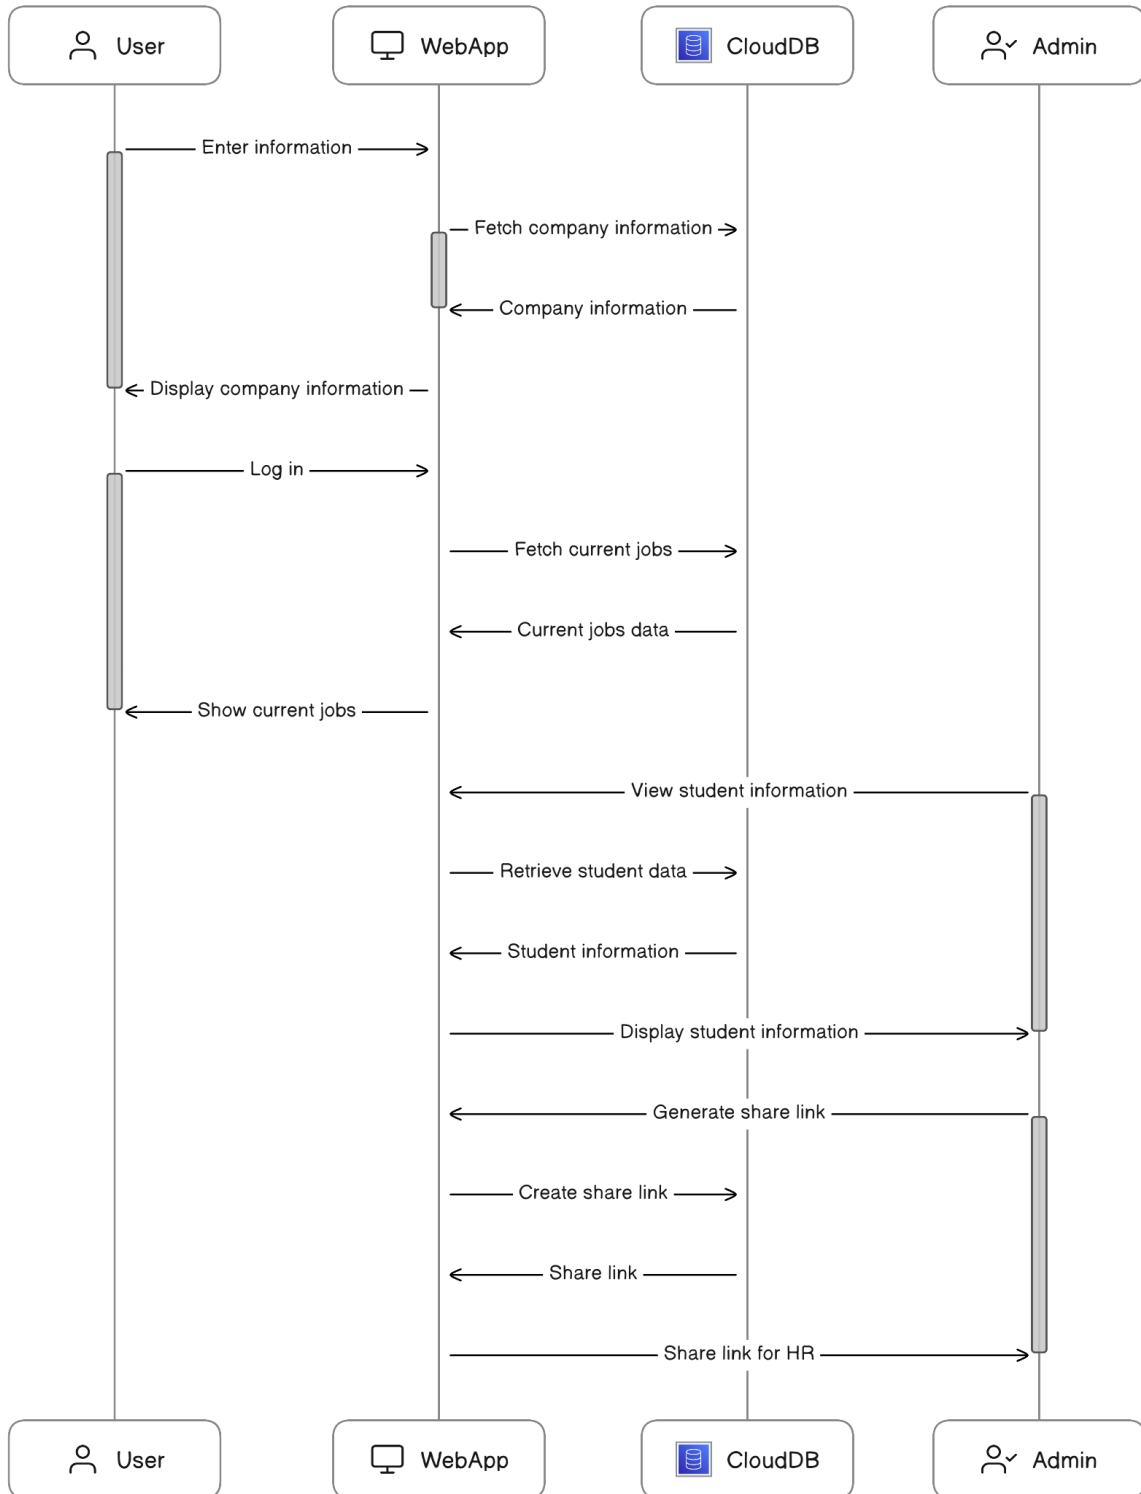 User
WebApp
CloudDB
Admin
Enter information
Fetch company information
Company information
Display company information
Log in
Fetch current jobs
Current jobs data
Show current jobs
View student information
Retrieve student data
Student information
Display student information
Generate share link
Create share link
Share link
Share link for HR
User
WebApp
CloudDB
Admin